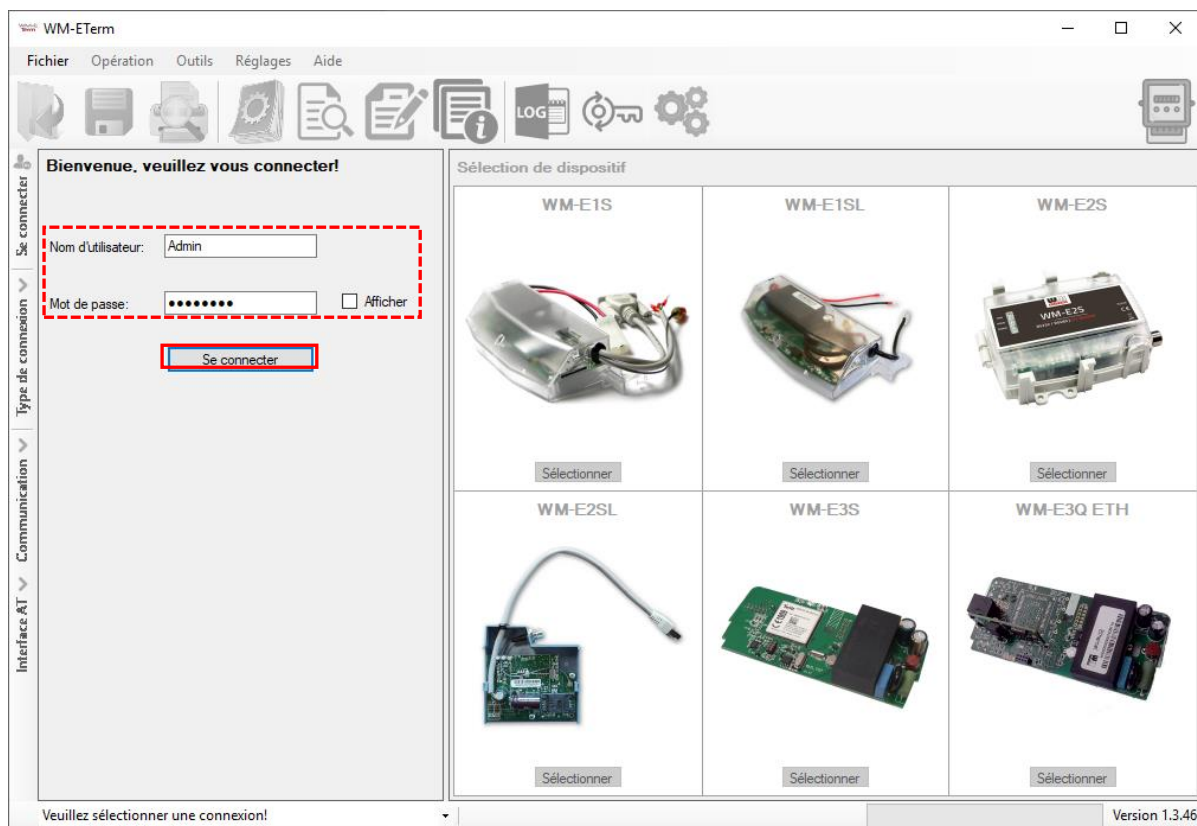 WM-ETerm
Fichier Opération Outils Réglages Aide
LOG
Se connecter
Type de connexion
Communication
Interface AT
Bienvenue, veuillez vous connecter!
Nom d'utilisateur: Admin
Mot de passe: ●●●●●●●● Afficher
Se connecter
Sélection de dispositif
WM-E1S WM-E1SL WM-E2S
WM-E2S
Sélectionner Sélectionner Sélectionner
WM-E2SL WM-E3S WM-E3Q ETH
Sélectionner Sélectionner Sélectionner
Veuillez sélectionner une connexion! Version 1.3.46